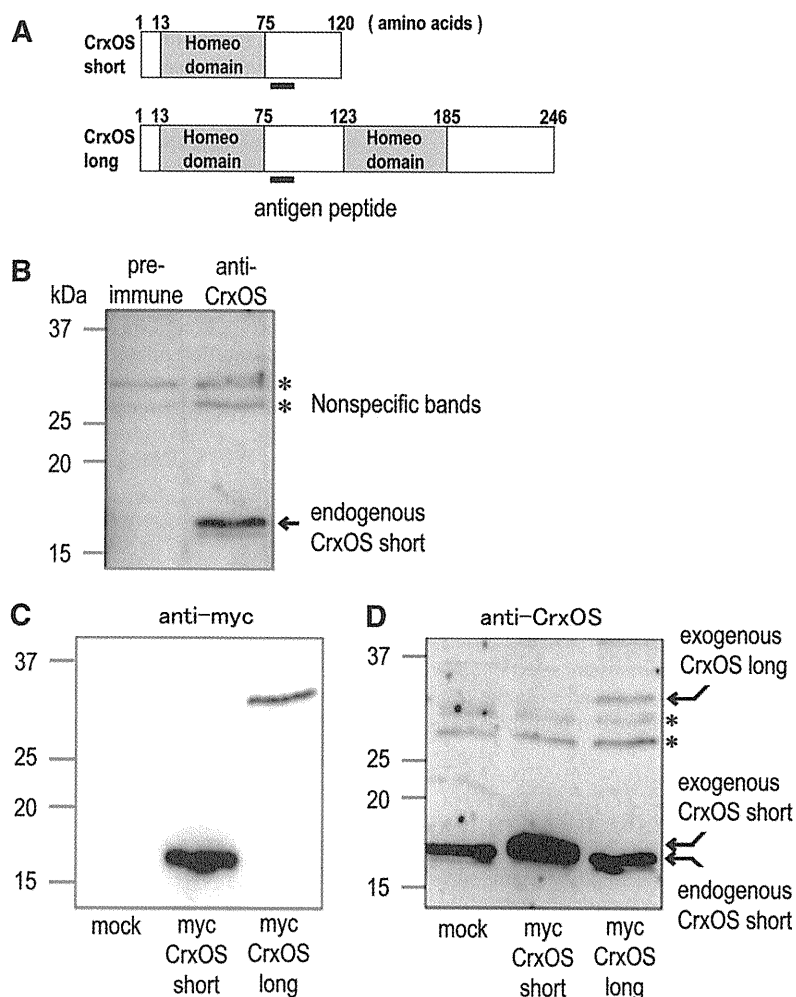 A
1 13 75 120 ( amino acids )
CrxOS
short
Homeo
domain
1 13 75 123 185 246
CrxOS
long
Homeo
domain
Homeo
domain
antigen peptide
B
pre-
immune
anti-
CrxOS
kDa
37
25
20
15
*
*
Nonspecific bands
endogenous
CrxOS short
C
anti-myc
37
25
20
15
mock
myc
CrxOS
short
myc
CrxOS
long
D
anti-CrxOS
37
25
20
15
exogenous
CrxOS long
*
*
exogenous
CrxOS short
endogenous
CrxOS short
mock
myc
CrxOS
short
myc
CrxOS
long